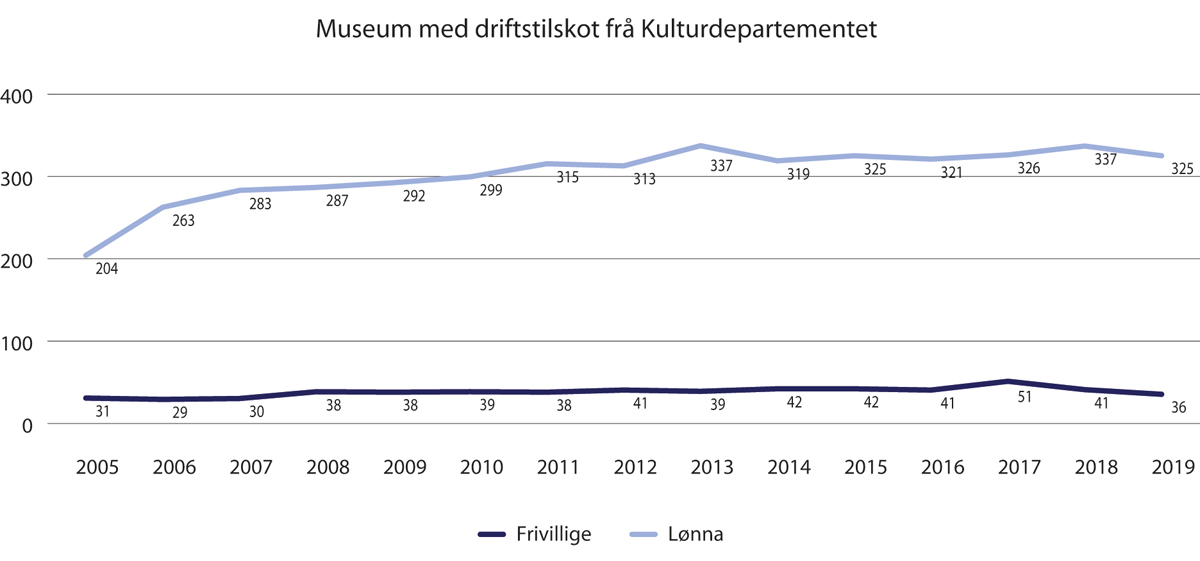 Museum med driftstilskot frå Kulturdepartementet
400
300
200
100
0
204 263 283 287 292 299 315 313 337 319 325 321 326 337 325
31 29 30 38 38 39 38 41 39 42 42 41 51 41 36
2005 2006 2007 2008 2009 2010 2011 2012 2013 2014 2015 2016 2017 2018 2019
Frivillige Lønna